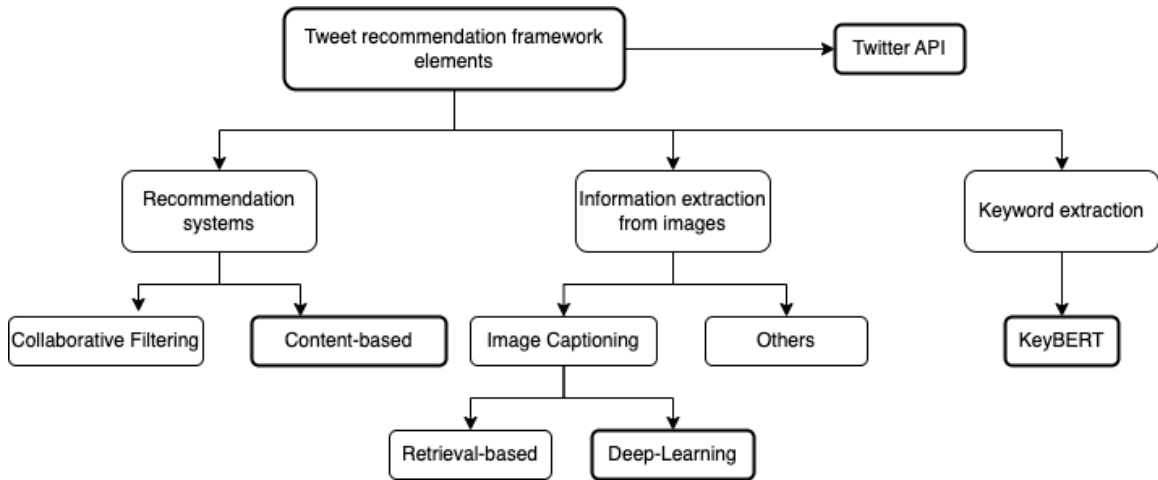 Tweet recommendation framework
elements
Twitter API
Recommendation
systems
Information extraction
from images
Keyword extraction
Collaborative Filtering
Content-based
Image Captioning
Others
KeyBERT
Retrieval-based
Deep-Learning